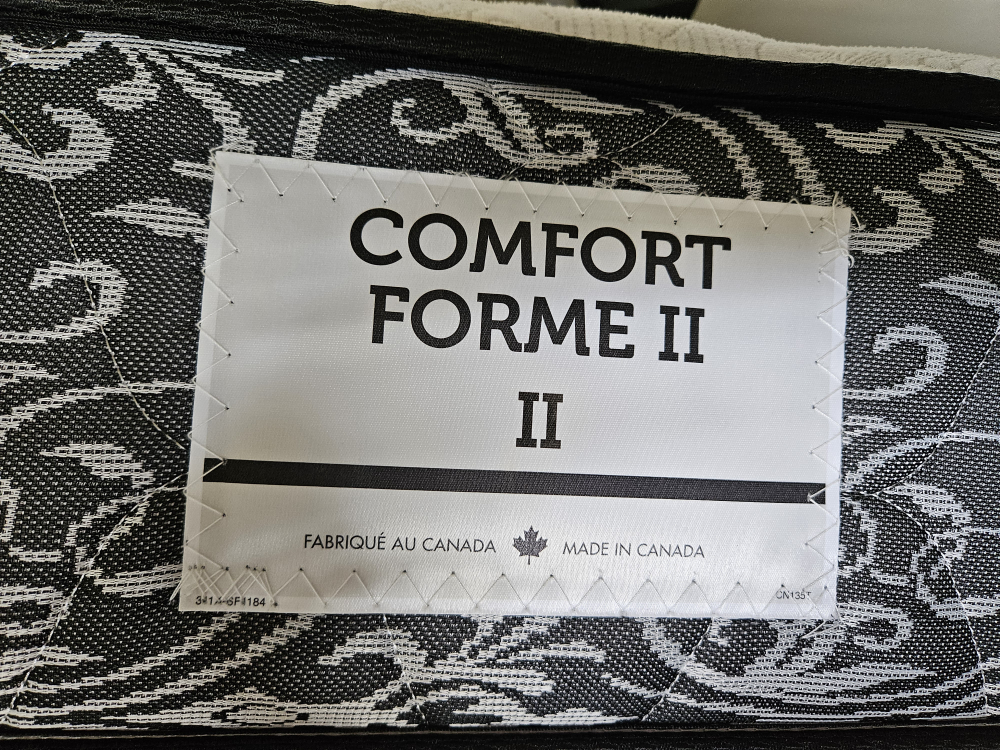 COMFORT
FORME II
II
FABRIQUÉ AU CANADA MADE IN CANADA